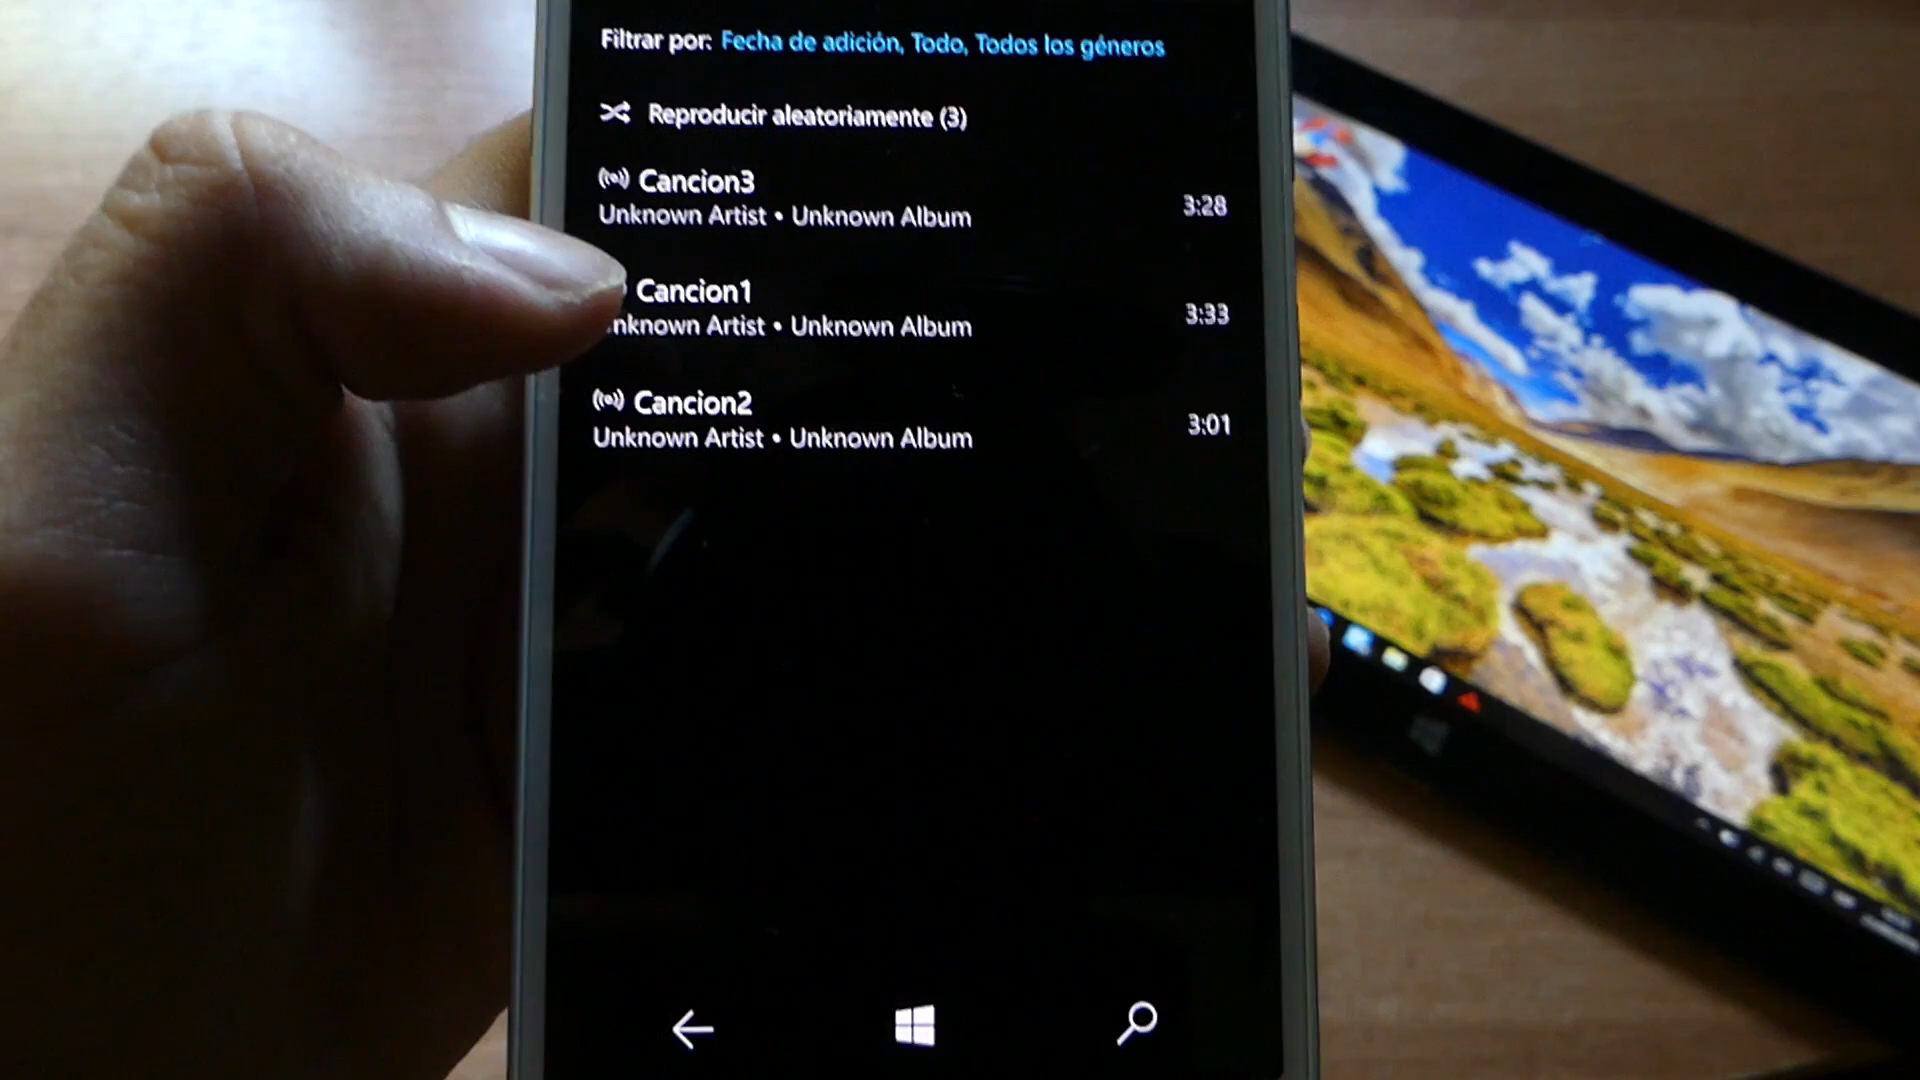 Filtrar por: Fecha de adición, Todo, Todos los géneros
Reproducir aleatoriamente (3)
Cancion3
Unknown Artist • Unknown Album
3:28
Cancion1
nknown Artist • Unknown Album
3:33
Cancion2
Unknown Artist • Unknown Album
3:01